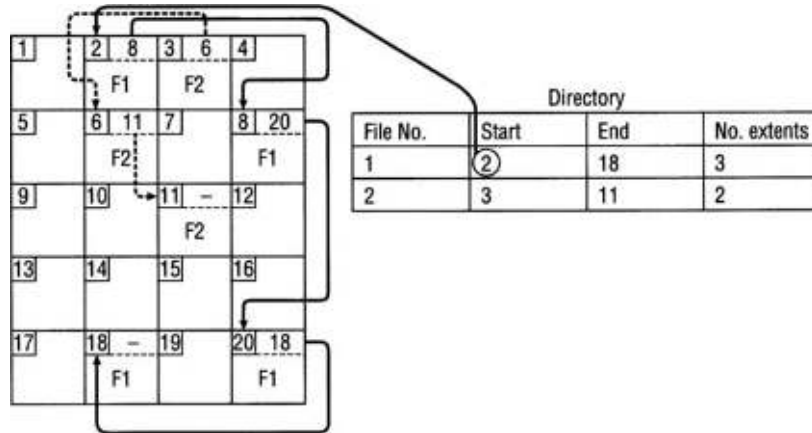 1 2 8 3 6 4
F1 F2
Directory
5 6 11 7 8 20
File No. Start End No. extents
F2 F1
1 2 18 3
9 10 11 – 12
2 3 11 2
F2
13 14 15 16
17 18 – 19 20 18
F1 F1